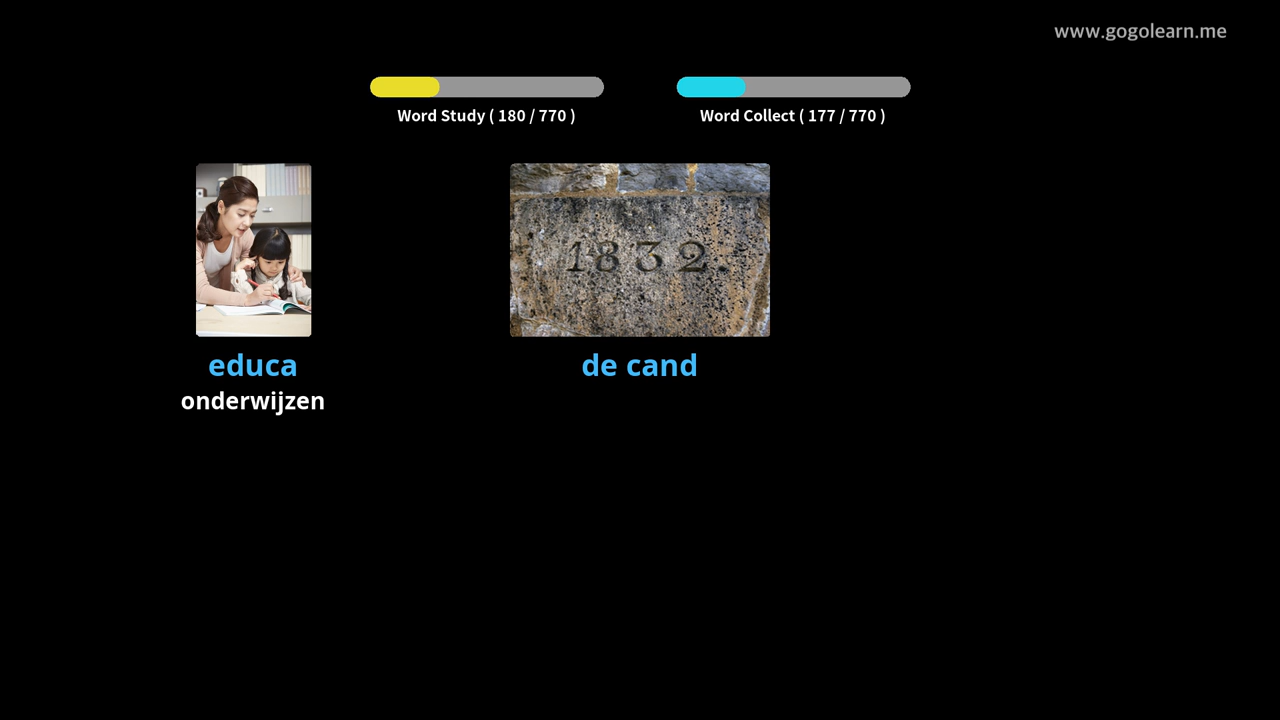 www.gogolearn.me
Word Study ( 180 / 770 )
Word Collect ( 177 / 770 )
1832.
educa
de cand
onderwijzen